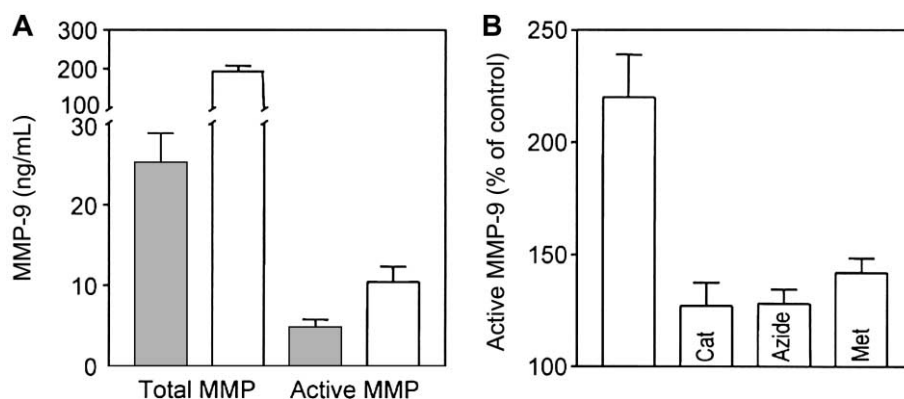 A
MMP-9 (ng/mL)
300
200
100
30
20
10
0
Total MMP
Active MMP
B
Active MMP-9 (% of control)
250
200
150
100
Cat
Azide
Met